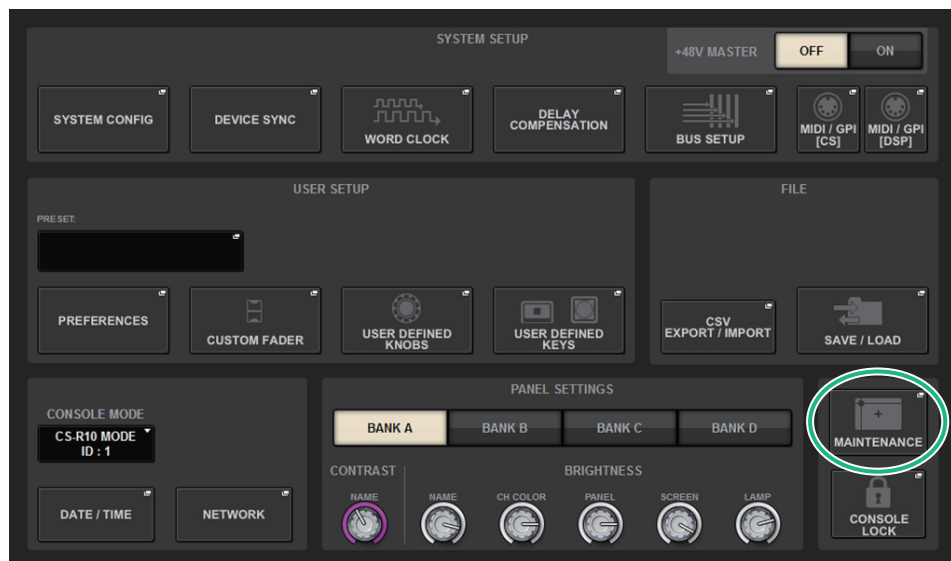 SYSTEM SETUP
+48V MASTER
OFF
ON
SYSTEM CONFIG
DEVICE SYNC
WORD CLOCK
DELAY
COMPENSATION
BUS SETUP
MIDI / GPI
[CS]
MIDI / GPI
[DSP]
USER SETUP
PRESET:
PREFERENCES
CUSTOM FADER
USER DEFINED
KNOBS
USER DEFINED
KEYS
FILE
CSV
EXPORT / IMPORT
SAVE / LOAD
CONSOLE MODE
CS-R10 MODE
ID : 1
DATE / TIME
NETWORK
PANEL SETTINGS
BANK A
BANK B
BANK C
BANK D
CONTRAST
BRIGHTNESS
NAME
NAME
CH COLOR
PANEL
SCREEN
LAMP
MAINTENANCE
CONSOLE
LOCK